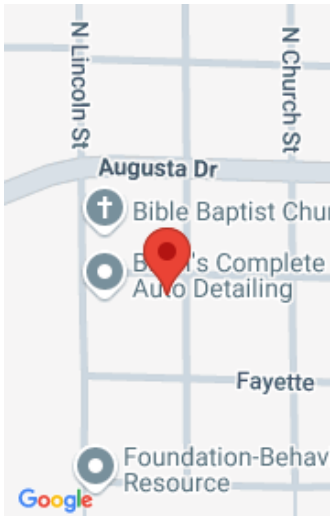 N Lincoln St
N Church St
Augusta Dr
Bible Baptist Chur
Complete
Auto Detailing
Fayette
Foundation-Behav
Resource
Google